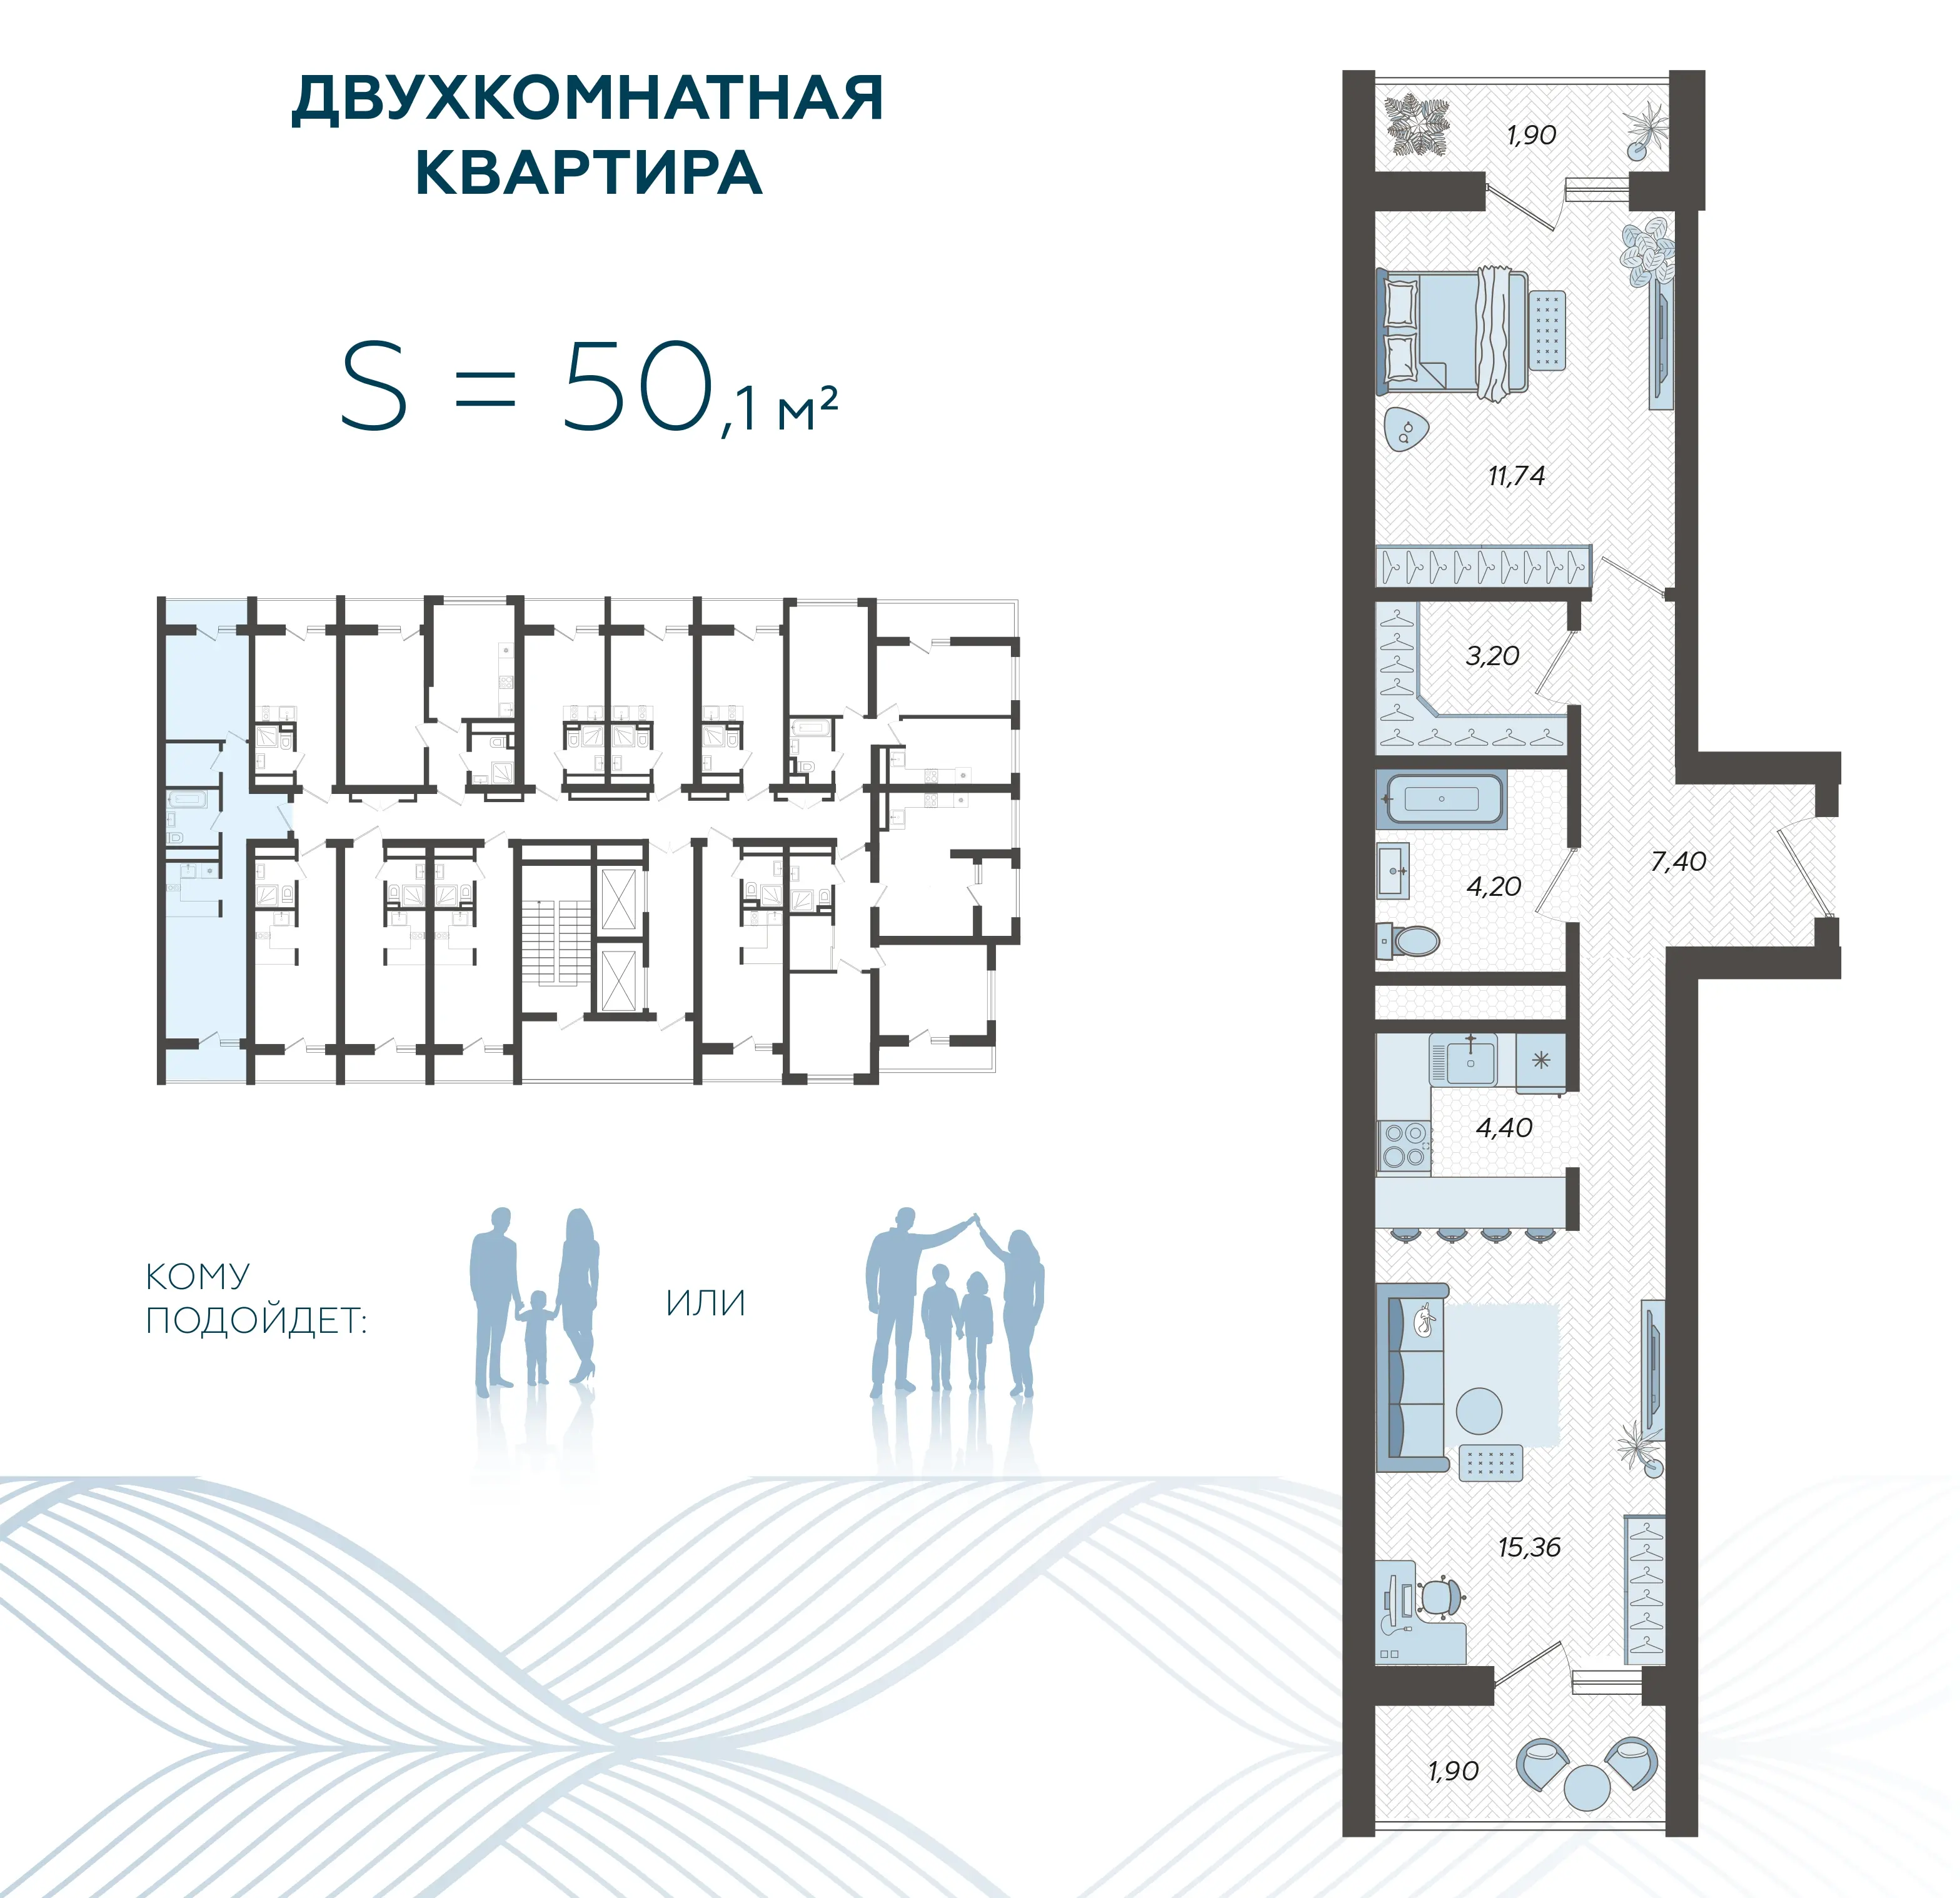 ДВУХКОМНАТНАЯ
КВАРТИРА
S = 50,1 м²
КОМУ
ПОДОЙДЕТ:
ИЛИ
1,90
11,74
3,20
4,20
7,40
4,40
15,36
1,90